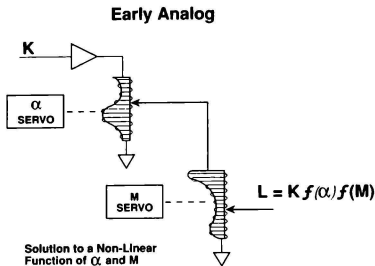 Early Analog
K
α
SERVO
M
SERVO
L = K f(α) f(M)
Solution to a Non-Linear
Function of α and M